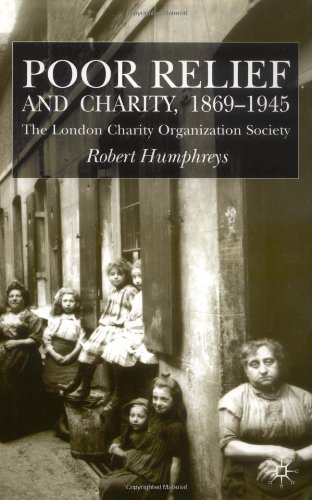 POOR RELIEF
AND CHARITY, 1869–1945
The London Charity Organization Society
Robert Humphreys